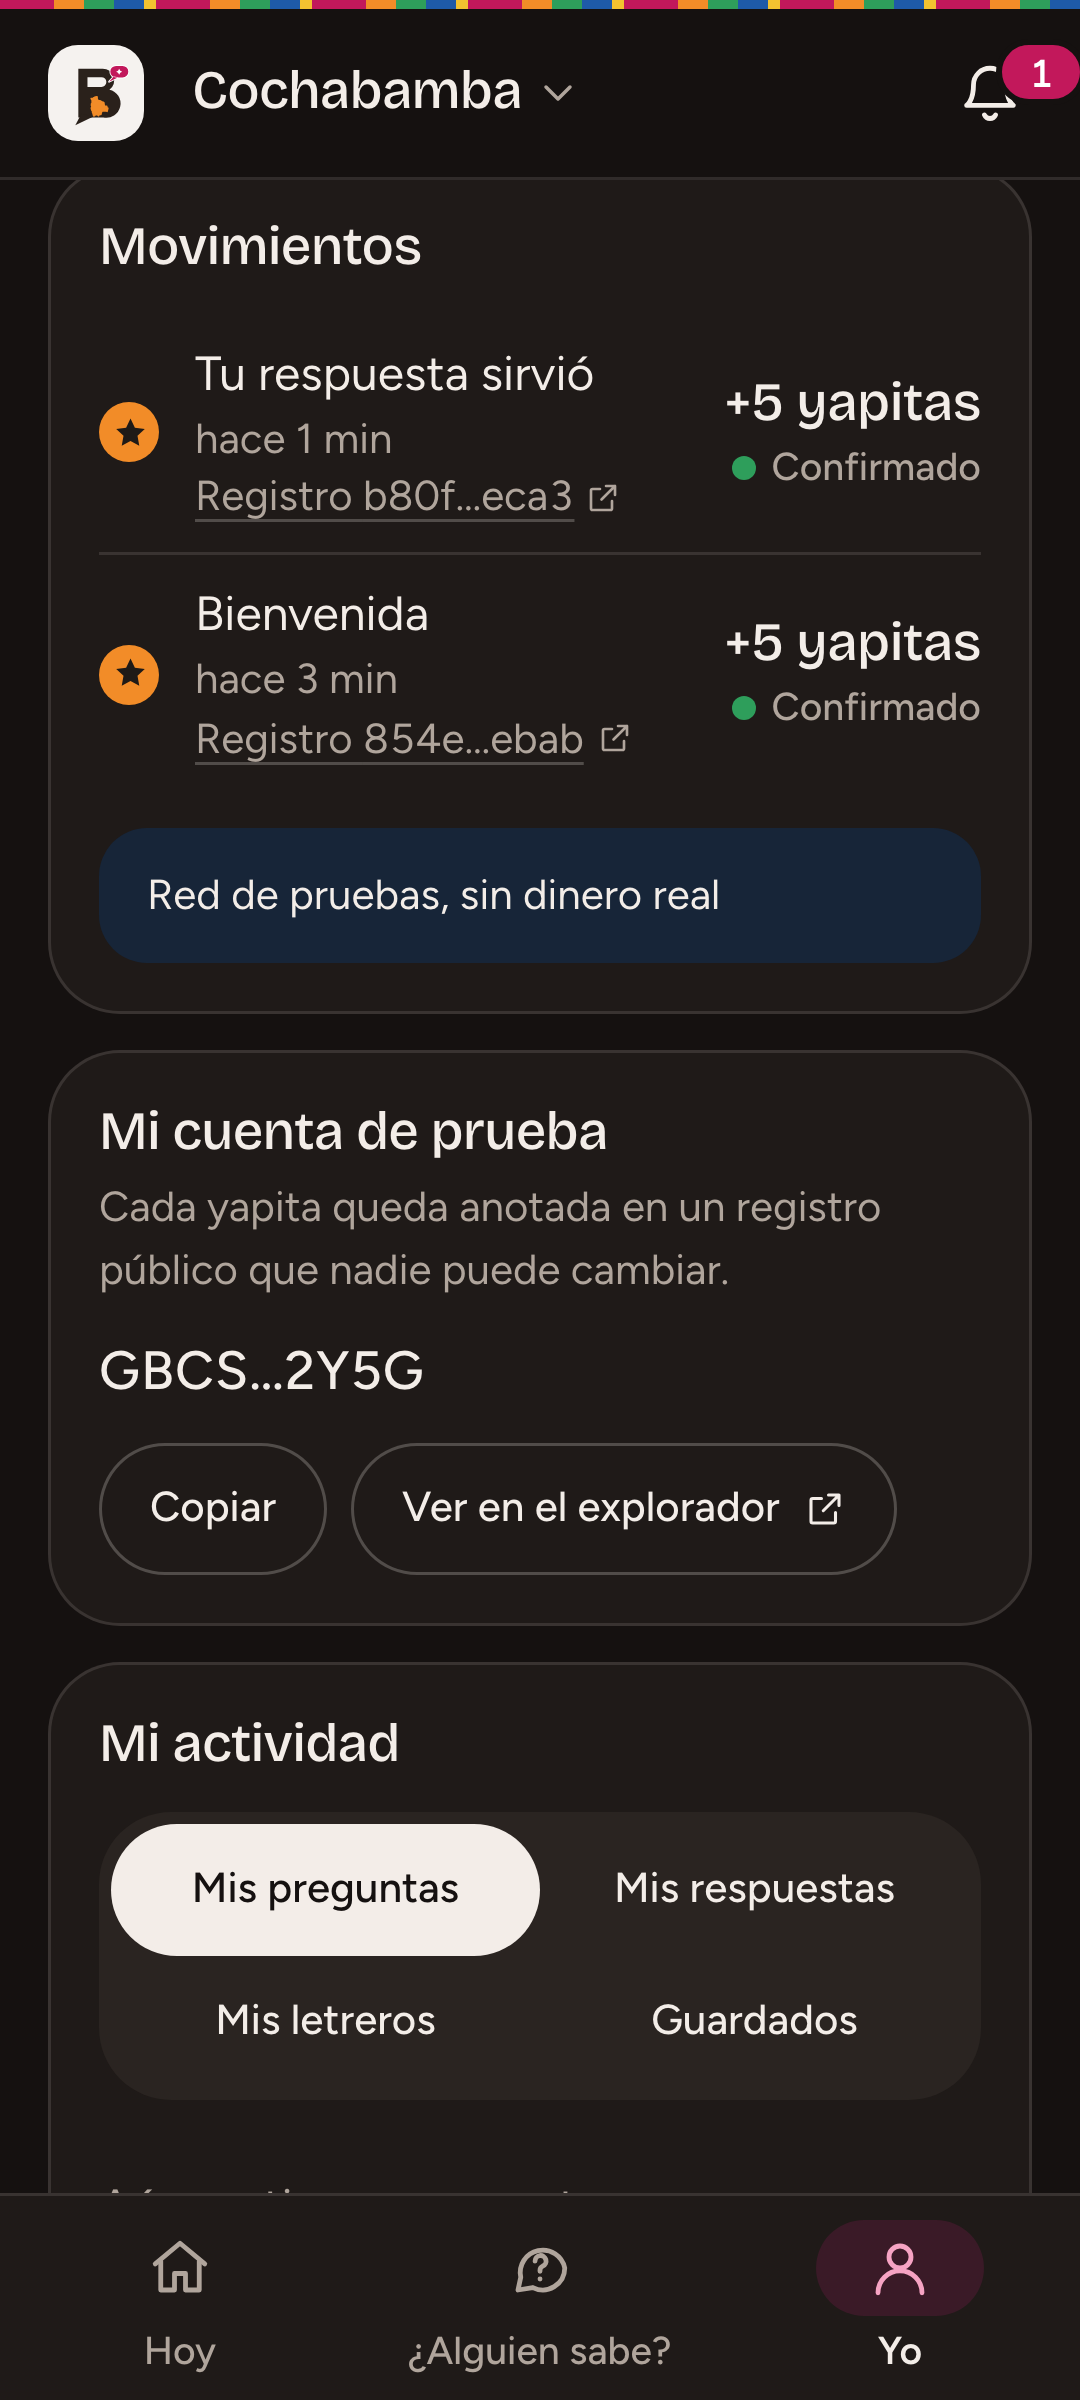 Cochabamba
1
Movimientos
Tu respuesta sirvió
hace 1 min
Registro b80f...eca3
+5 yapitas
Confirmado
Bienvenida
hace 3 min
Registro 854e...ebab
+5 yapitas
Confirmado
Red de pruebas, sin dinero real
Mi cuenta de prueba
Cada yapita queda anotada en un registro
público que nadie puede cambiar.
GBCS...2Y5G
Copiar
Ver en el explorador
Mi actividad
Mis preguntas
Mis respuestas
Mis letreros
Guardados
Hoy
¿Alguien sabe?
Yo